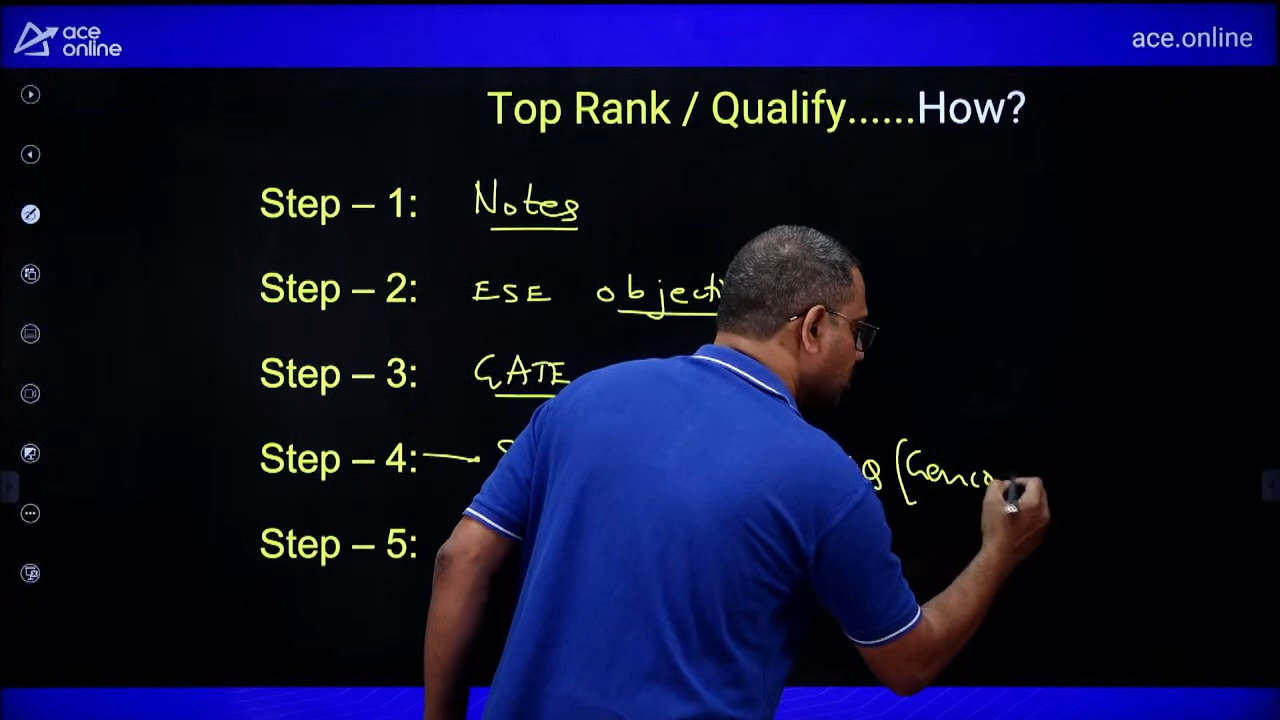 ace
online
ace.online
Top Rank / Qualify......How?
Step – 1: Notes
Step – 2: ESE objecti
Step – 3: GATE
Step – 4:
Step – 5: